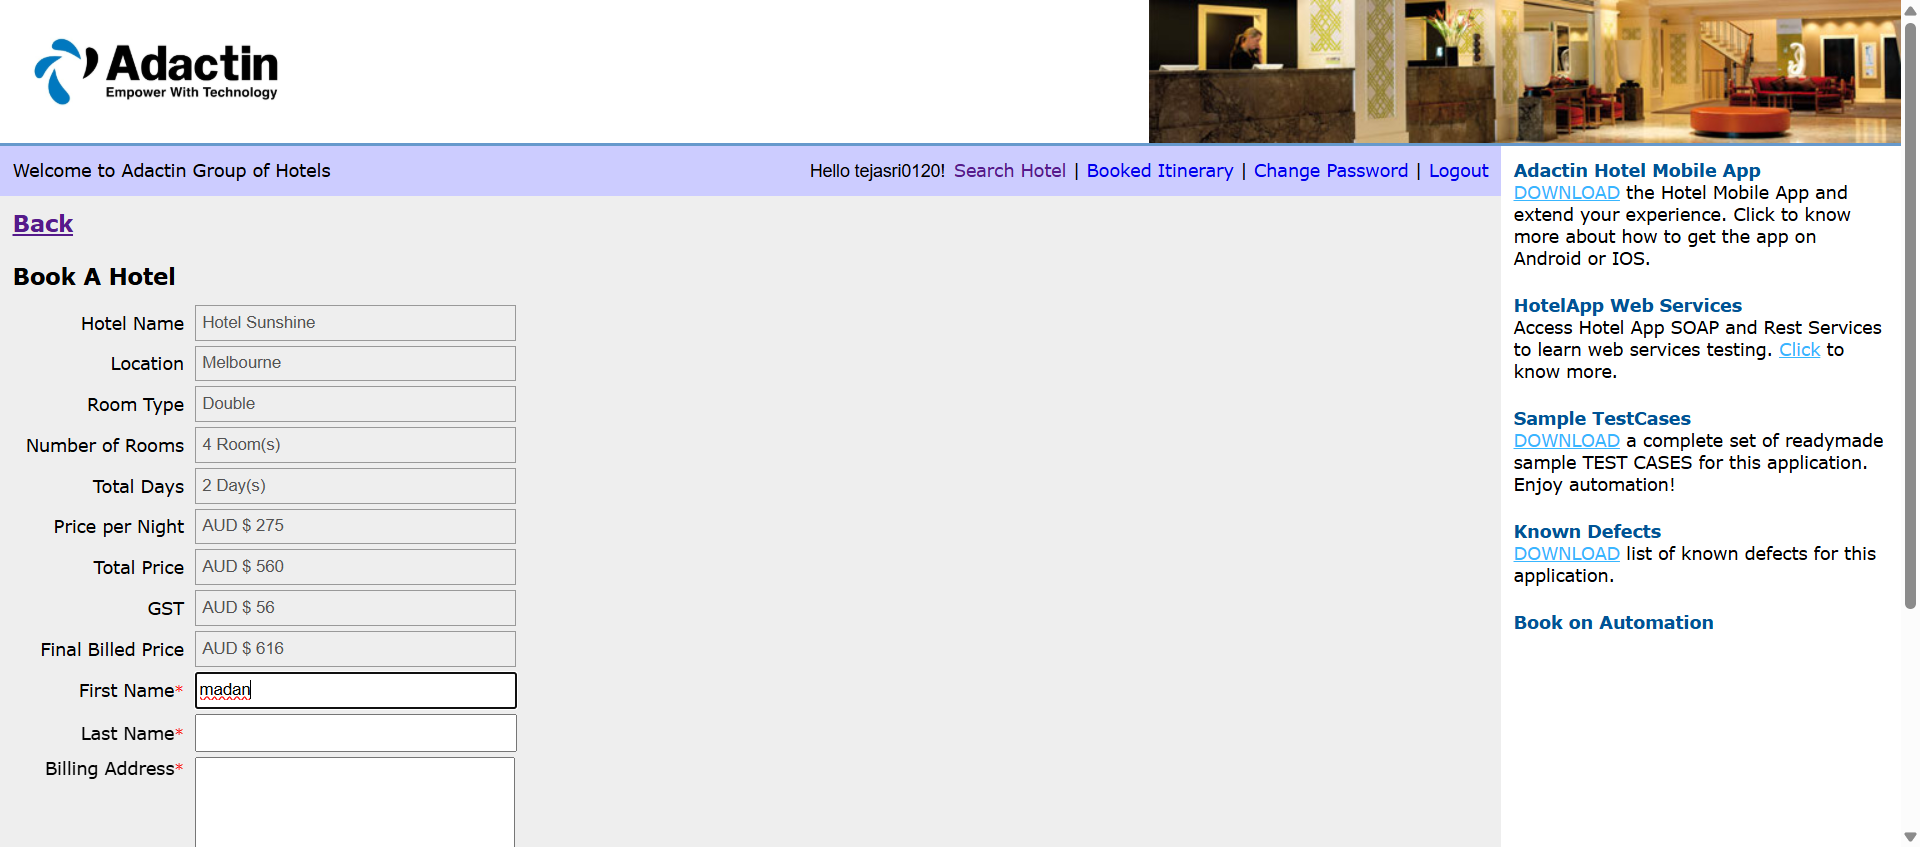 Adactin
Empower With Technology
Welcome to Adactin Group of Hotels
Hello tejasri0120! Search Hotel | Booked Itinerary | Change Password | Logout
Back
Book A Hotel
Hotel Name Hotel Sunshine
Location Melbourne
Room Type Double
Number of Rooms 4 Room(s)
Total Days 2 Day(s)
Price per Night AUD $ 275
Total Price AUD $ 560
GST AUD $ 56
Final Billed Price AUD $ 616
First Name* madan
Last Name*
Billing Address*
Adactin Hotel Mobile App
DOWNLOAD the Hotel Mobile App and
extend your experience. Click to know
more about how to get the app on
Android or IOS.
HotelApp Web Services
Access Hotel App SOAP and Rest Services
to learn web services testing. Click to
know more.
Sample TestCases
DOWNLOAD a complete set of readymade
sample TEST CASES for this application.
Enjoy automation!
Known Defects
DOWNLOAD list of known defects for this
application.
Book on Automation